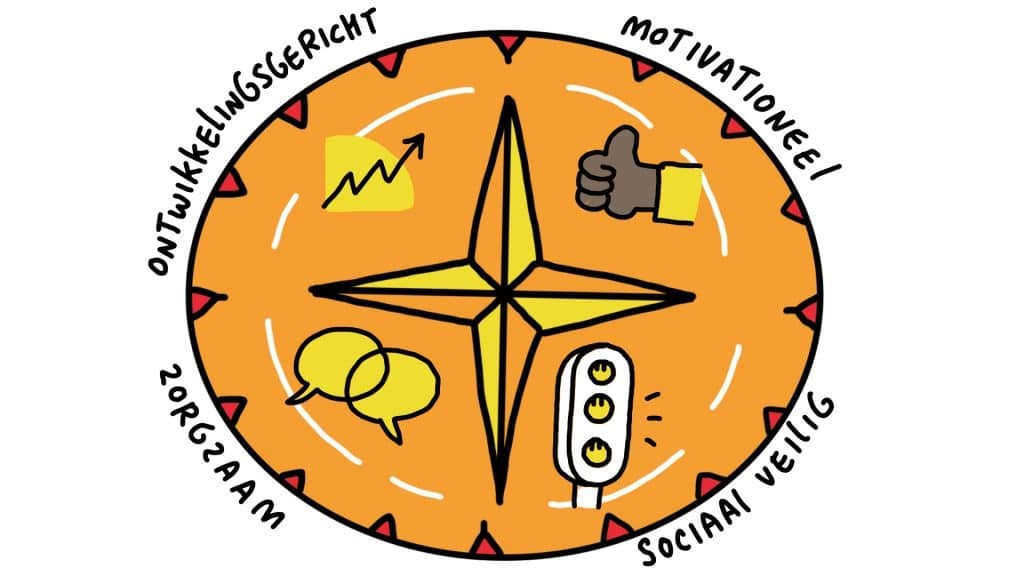 ONTWIKKELINGSGERICHT
MOTIVATIONEEL
ZORGZAAM
SOCIAAL VEILIG